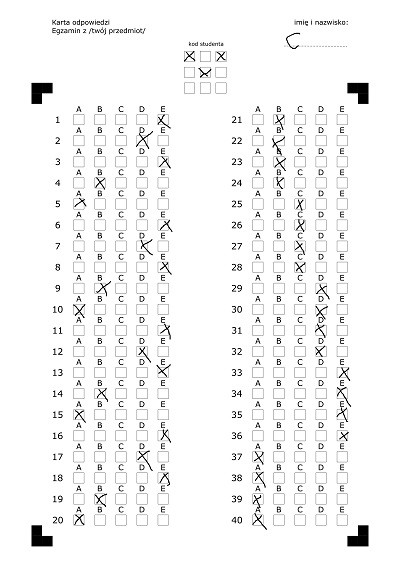 Karta odpowiedzi
Egzamin z /twój przedmiot/
imię i nazwisko:
C
kod studenta
A B C D E
1
A B C D E
2
A B C D E
3
A B C D E
4
A B C D E
5
A B C D E
6
A B C D E
7
A B C D E
8
A B C D E
9
A B C D E
10
A B C D E
11
A B C D E
12
A B C D E
13
A B C D E
14
A B C D E
15
A B C D E
16
A B C D E
17
A B C D E
18
A B C D E
19
A B C D E
20
A B C D E
21
A B C D E
22
A B C D E
23
A B C D E
24
A B C D E
25
A B C D E
26
A B C D E
27
A B C D E
28
A B C D E
29
A B C D E
30
A B C D E
31
A B C D E
32
A B C D E
33
A B C D E
34
A B C D E
35
A B C D E
36
A B C D E
37
A B C D E
38
A B C D E
39
A B C D E
40